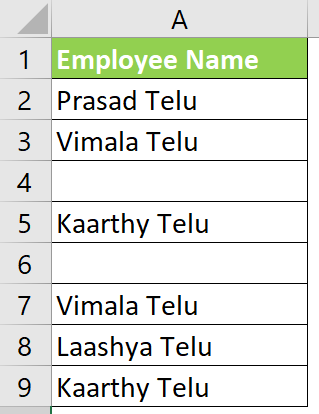 A
1 Employee Name
2 Prasad Telu
3 Vimala Telu
4
5 Kaarthy Telu
6
7 Vimala Telu
8 Laashya Telu
9 Kaarthy Telu